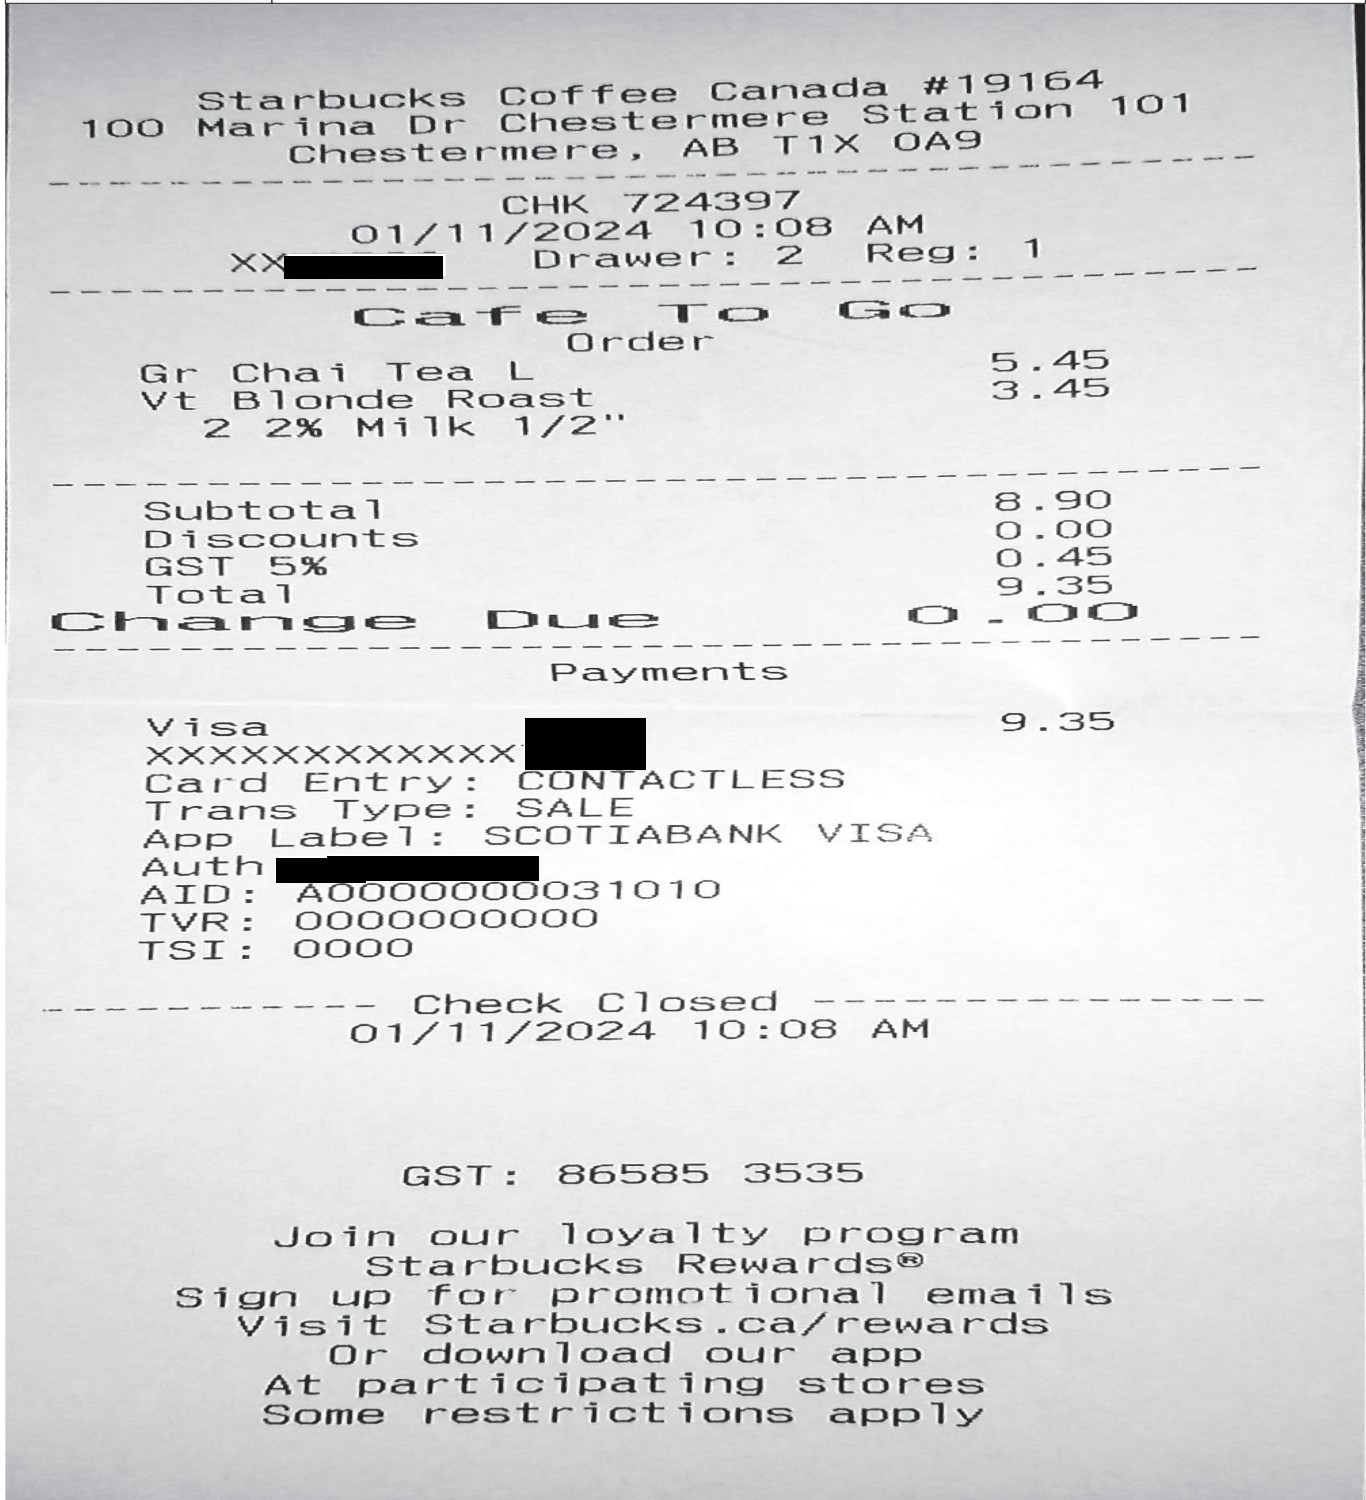 Starbucks Coffee Canada #19164
100 Marina Dr Chestermere Station 101
Chestermere, AB T1X 0A9
CHK 724397
01/11/2024 10:08 AM
XX Drawer: 2 Reg: 1
Cafe To Go
Order
Gr Chai Tea L 5.45
Vt Blonde Roast 3.45
2 2% Milk 1/2"
Subtotal 8.90
Discounts 0.00
GST 5% 0.45
Total 9.35
Change Due 0.00
Payments
Visa 9.35
XXXXXXXXXXXX
Card Entry: CONTACTLESS
Trans Type: SALE
App Label: SCOTIABANK VISA
Auth
AID: A0000000031010
TVR: 0000000000
TSI: 0000
Check Closed
01/11/2024 10:08 AM
GST: 86585 3535
Join our loyalty program
Starbucks Rewards®
Sign up for promotional emails
Visit Starbucks.ca/rewards
Or download our app
At participating stores
Some restrictions apply